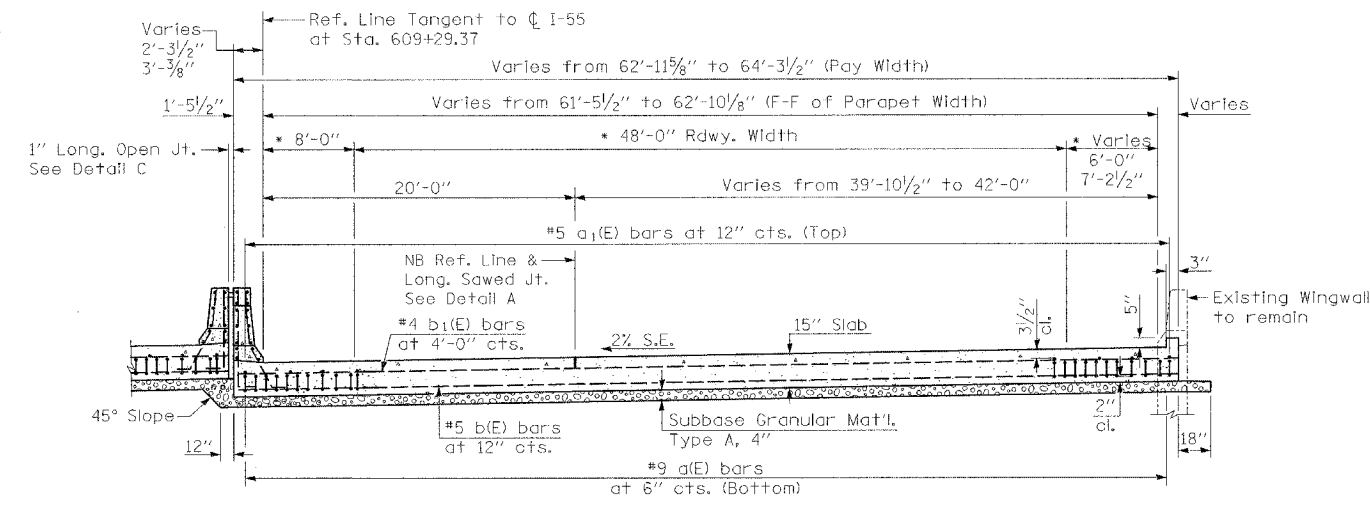 Ref. Line Tangent to ℄ I-55
at Sta. 609+29.37
Varies
2'-3½"
3'-⅜"
Varies from 62'-11⅝" to 64'-3½" (Pay Width)
1'-5½"
Varies from 61'-5½" to 62'-10⅛" (F-F of Parapet Width)
Varies
1" Long. Open Jt.
See Detail C
* 8'-0"
* 48'-0" Rdwy. Width
* Varies
6'-0"
7'-2½"
20'-0"
Varies from 39'-10½" to 42'-0"
#5 a₁(E) bars at 12" cts. (Top)
NB Ref. Line &
Long. Sawed Jt.
See Detail A
3"
Existing Wingwall
to remain
#4 b₁(E) bars
at 4'-0" cts.
2% S.E.
15" Slab
3½"
cl.
5"
45° Slope
12"
#5 b(E) bars
at 12" cts.
Subbase Granular Mat'l.
Type A, 4"
2"
cl.
18"
#9 a(E) bars
at 6" cts. (Bottom)